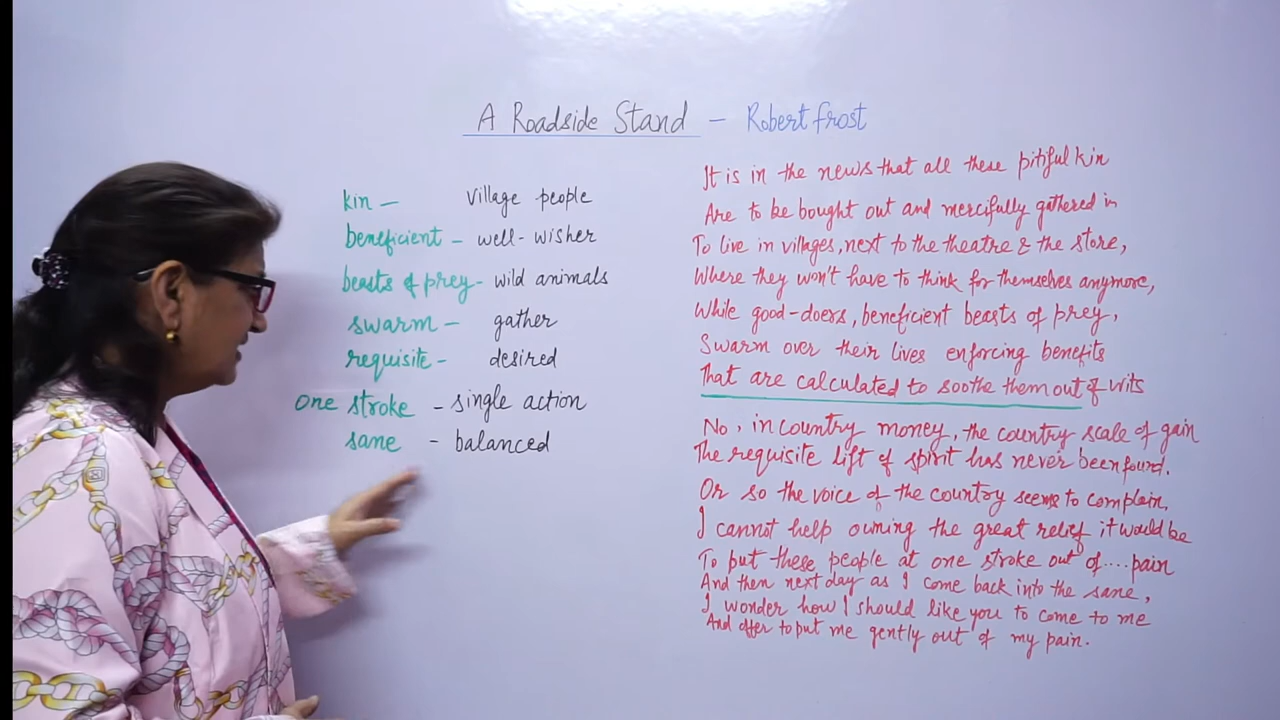 A Roadside Stand - Robert frost
kin - village people
beneficient - well-wisher
beasts of prey - wild animals
swarm - gather
requisite - desired
one stroke - single action
sane - balanced
It is in the news that all these pitiful kin
Are to be bought out and mercifully gathered in
To live in villages, next to the theatre & the store,
Where they won't have to think for themselves anymore,
While good-doers, beneficient beasts of prey,
Swarm over their lives enforcing benefits
That are calculated to soothe them out of wits
No, in country money, the country scale of gain
The requisite lift of spirit has never been found.
Or so the voice of the country seems to complain,
I cannot help owning the great relief it would be
To put these people at one stroke out of.... pain
And then next day as I come back into the sane,
I wonder how I should like you to come to me
And offer to put me gently out of my pain.